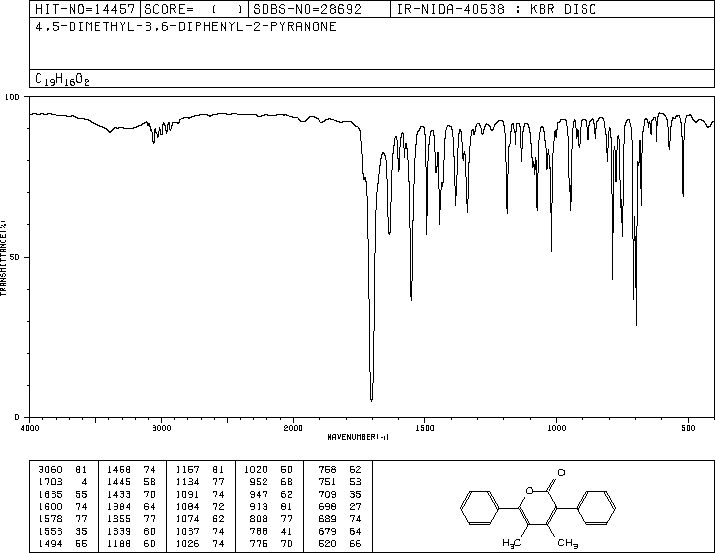 HIT-NO=14457 SCORE= ( ) SDBS-NO=28692 IR-NIDA-40538 : KBR DISC
4,5-DIMETHYL-3,6-DIPHENYL-2-PYRANONE
C19H16O2
100
50
0
TRANSMITTANCE(%)
4000 3000 2000 1500 1000 500
WAVENUMBER(-1)
3060 81 1468 74 1157 81 1020 50 758 62
1703 4 1445 58 1134 77 952 68 751 53
1635 55 1433 70 1091 74 947 62 709 35
1600 74 1384 64 1084 72 913 81 698 27
1578 77 1355 77 1074 62 808 77 689 74
1553 35 1339 60 1037 74 788 41 679 64
1494 55 1188 60 1026 74 776 70 520 66
O
O
H3C CH3